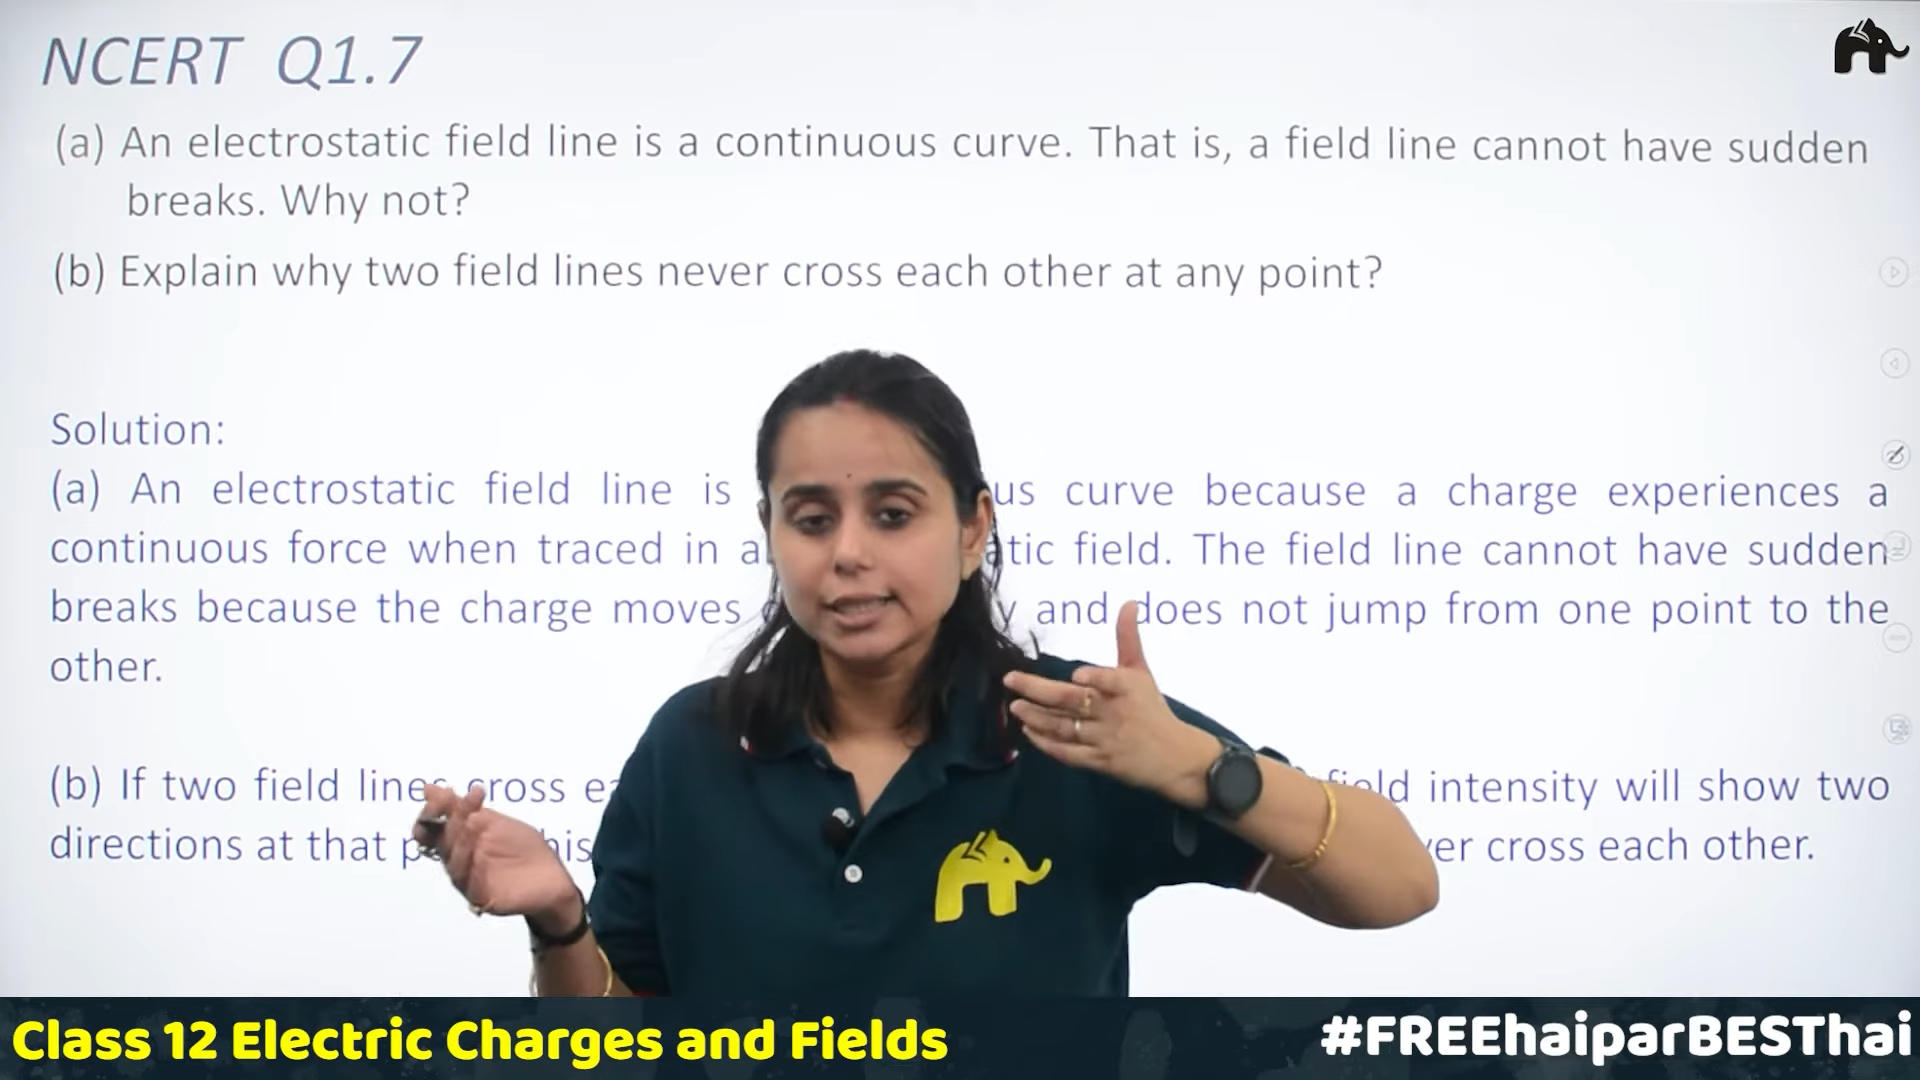 NCERT Q1.7
(a) An electrostatic field line is a continuous curve. That is, a field line cannot have sudden
breaks. Why not?
(b) Explain why two field lines never cross each other at any point?
Solution:
(a) An electrostatic field line is us curve because a charge experiences a
continuous force when traced in a tic field. The field line cannot have sudden
breaks because the charge moves and does not jump from one point to the
other.
(b) If two field lines cross field intensity will show two
directions at that cross each other.
Class 12 Electric Charges and Fields
#FREEhaiparBESThai